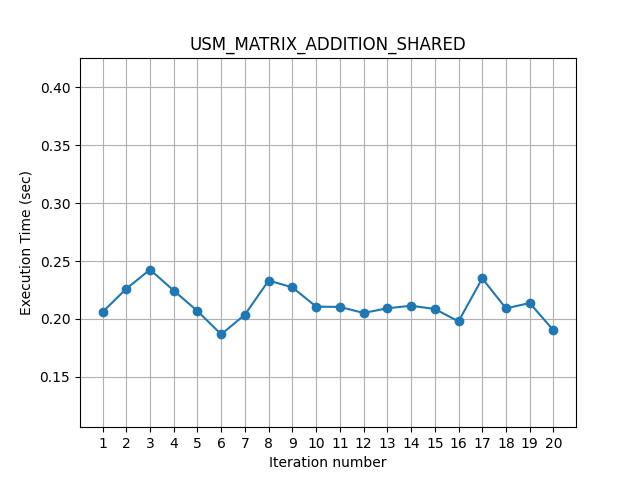 USM_MATRIX_ADDITION_SHARED
0.40
0.35
0.30
0.25
0.20
0.15
Execution Time (sec)
1 2 3 4 5 6 7 8 9 10 11 12 13 14 15 16 17 18 19 20
Iteration number